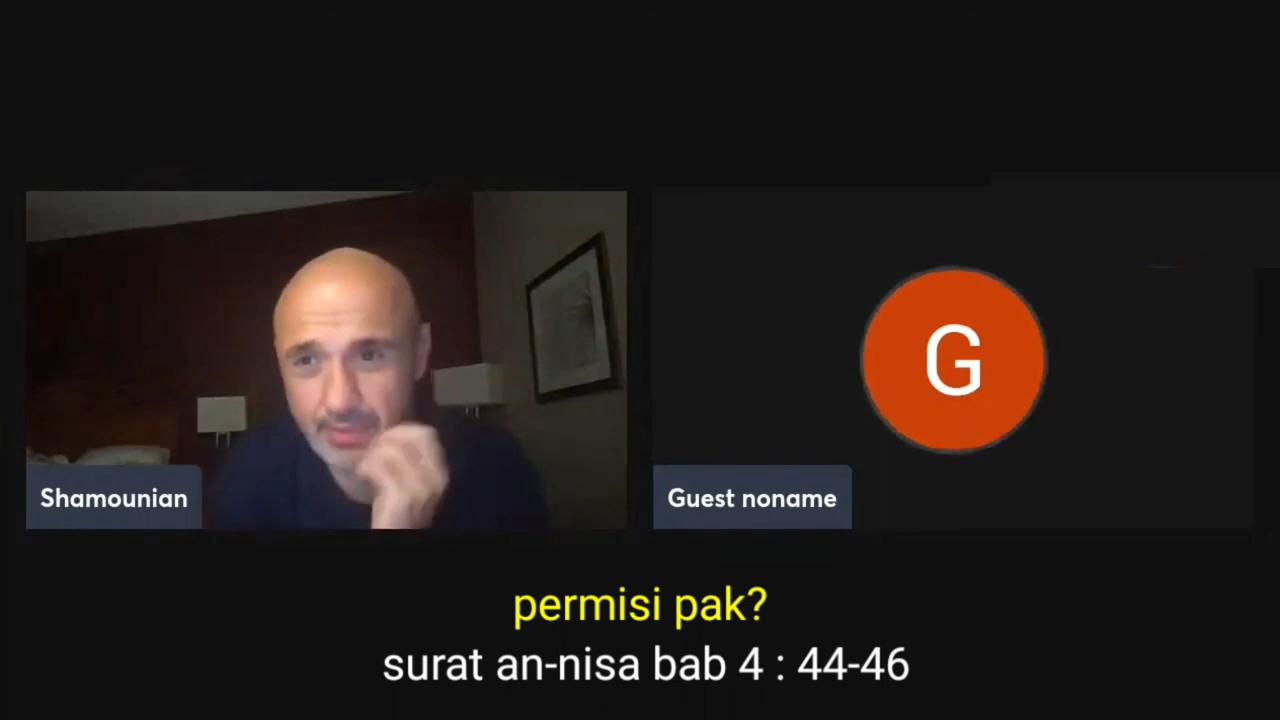 G
Shamounian
Guest noname
permisi pak?
surat an-nisa bab 4 : 44-46